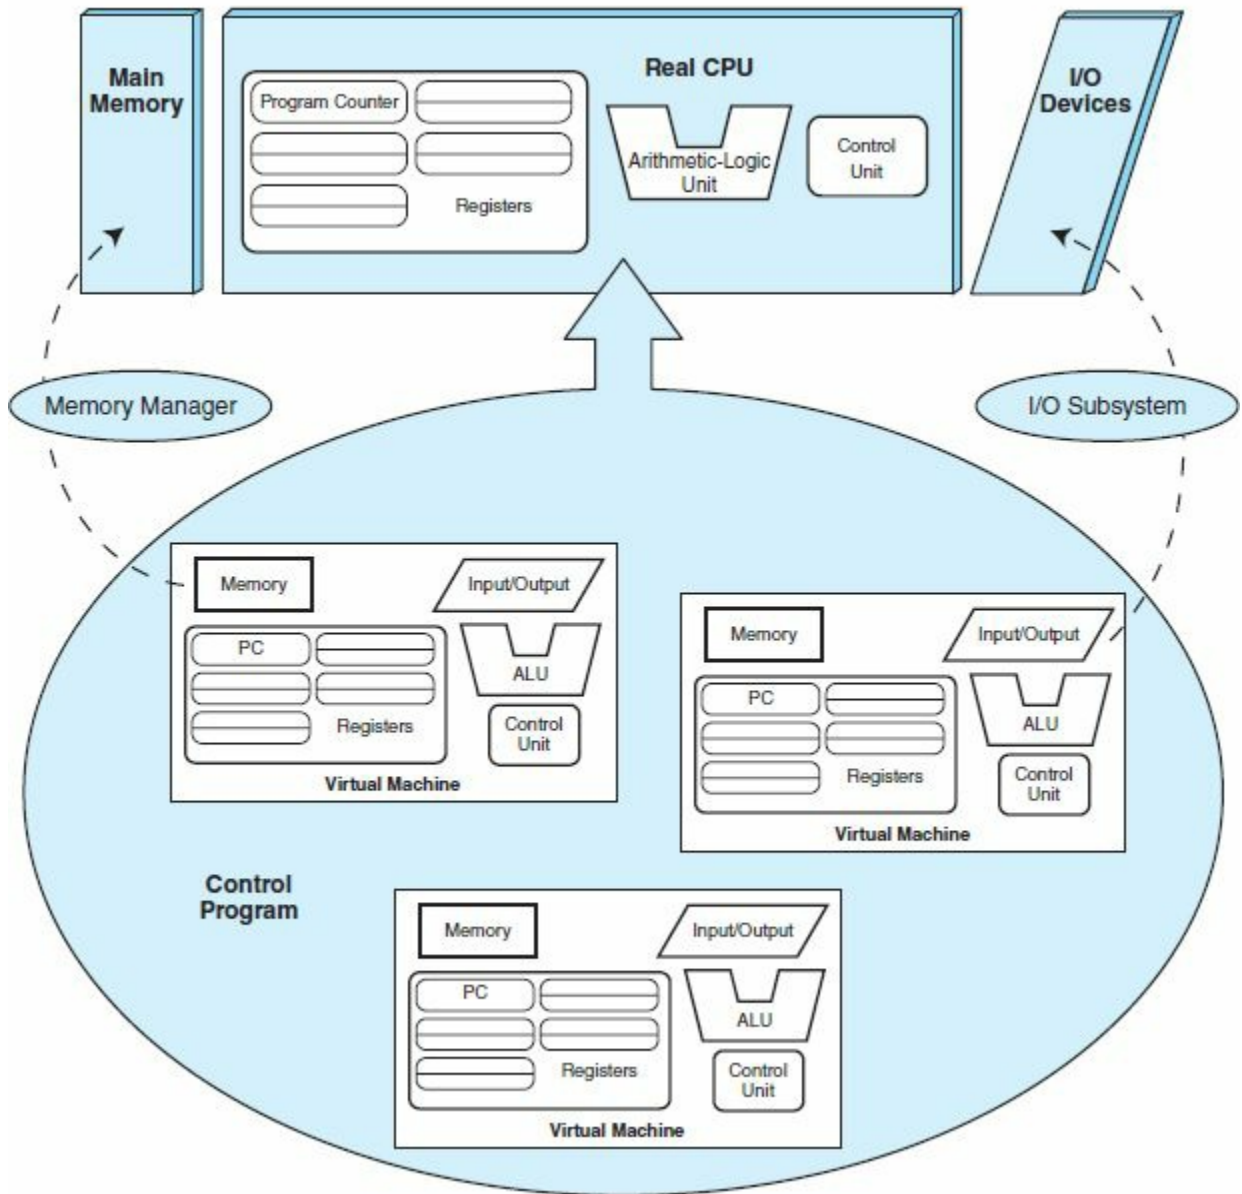 Main
Memory
Real CPU
I/O
Devices
Program Counter
Registers
Arithmetic-Logic
Unit
Control
Unit
Memory Manager
I/O Subsystem
Memory
Input/Output
PC
Registers
ALU
Control
Unit
Virtual Machine
Memory
Input/Output
PC
Registers
ALU
Control
Unit
Virtual Machine
Control
Program
Memory
Input/Output
PC
Registers
ALU
Control
Unit
Virtual Machine